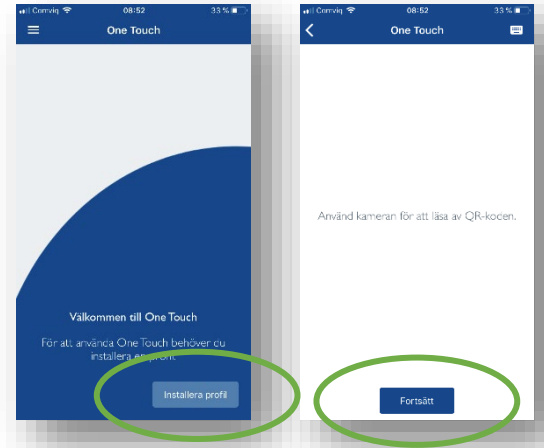 Comviq 08:52 33 %
One Touch
Välkommen till One Touch
För att använda One Touch behöver du
installera en profil.
Installera profil
Comviq 08:52 33 %
One Touch
Använd kameran för att läsa av QR-koden.
Fortsätt